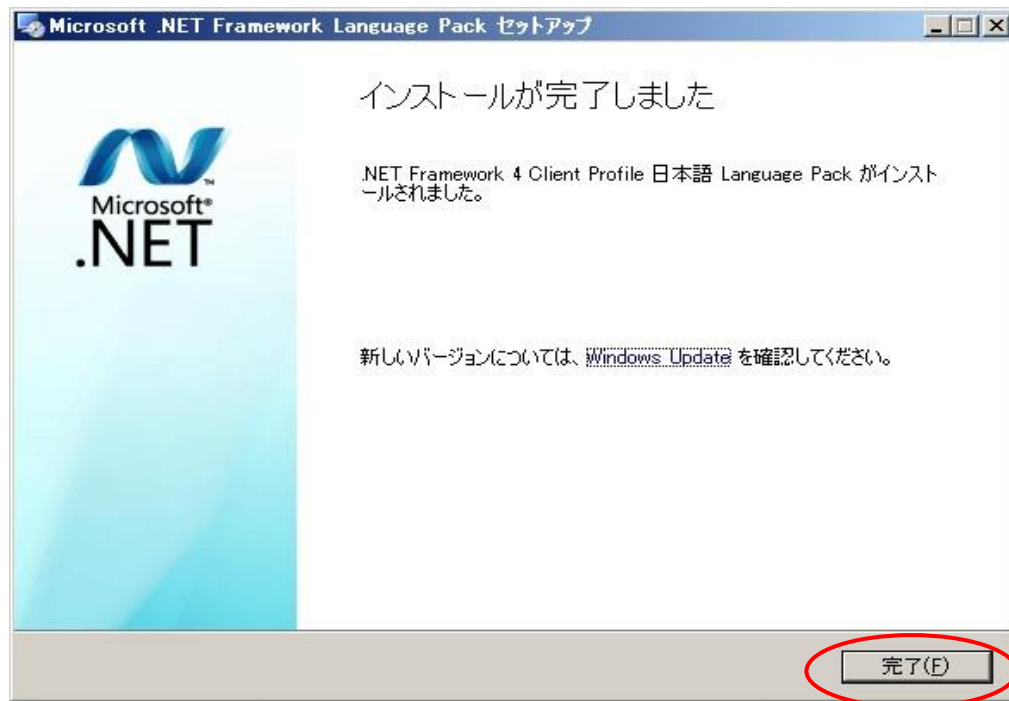 Microsoft .NET Framework Language Pack セットアップ
インストールが完了しました
Microsoft®
.NET
™
.NET Framework 4 Client Profile 日本語 Language Pack がインスト
ールされました。
新しいバージョンについては、Windows Update を確認してください。
完了(F)